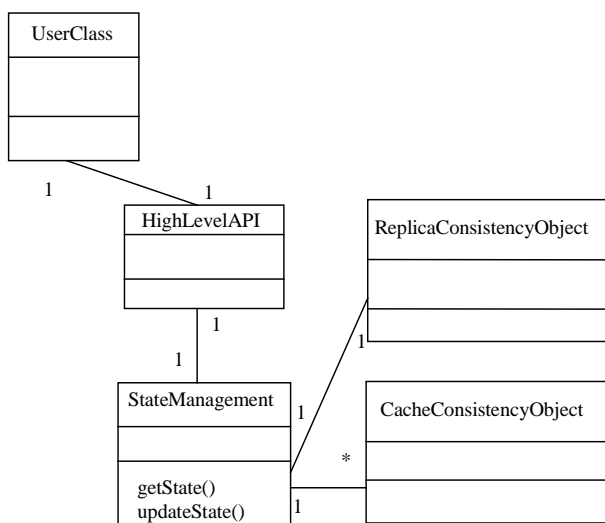 UserClass
1
1
HighLevelAPI
ReplicaConsistencyObject
1
1
1
StateManagement
1
CacheConsistencyObject
*
getState()
1
updateState()